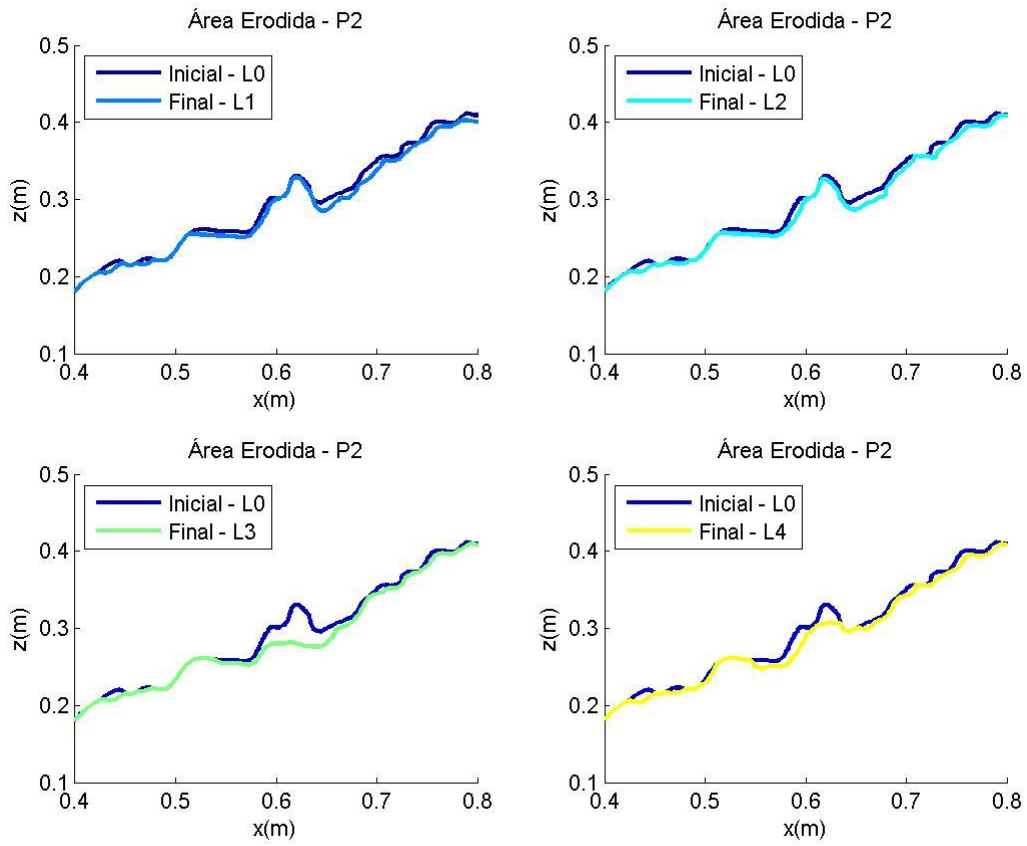 Área Erodida - P2
0.5
0.4
0.3
0.2
0.1
z(m)
Inicial - L0
Final - L1
0.4 0.5 0.6 0.7 0.8
x(m)
Área Erodida - P2
0.5
0.4
0.3
0.2
0.1
z(m)
Inicial - L0
Final - L2
0.4 0.5 0.6 0.7 0.8
x(m)
Área Erodida - P2
0.5
0.4
0.3
0.2
0.1
z(m)
Inicial - L0
Final - L3
0.4 0.5 0.6 0.7 0.8
x(m)
Área Erodida - P2
0.5
0.4
0.3
0.2
0.1
z(m)
Inicial - L0
Final - L4
0.4 0.5 0.6 0.7 0.8
x(m)